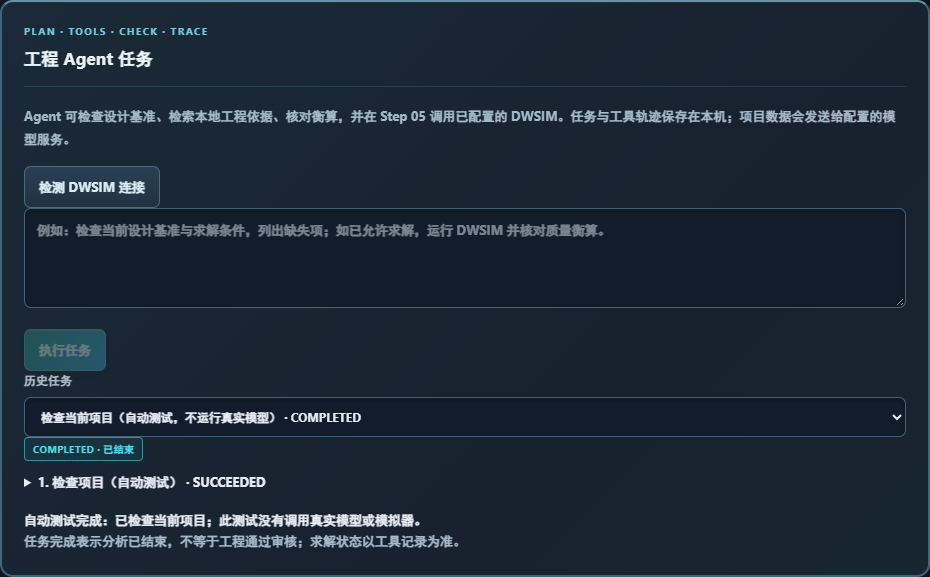 PLAN · TOOLS · CHECK · TRACE
工程 Agent 任务
Agent 可检查设计基准、检索本地工程依据、核对衡算，并在 Step 05 调用已配置的 DWSIM。任务与工具轨迹保存在本机；项目数据会发送给配置的模
型服务。
检测 DWSIM 连接
例如：检查当前设计基准与求解条件，列出缺失项；如已允许求解，运行 DWSIM 并核对质量衡算。
执行任务
历史任务
检查当前项目（自动测试，不运行真实模型） · COMPLETED
COMPLETED · 已结束
1. 检查项目（自动测试） · SUCCEEDED
自动测试完成：已检查当前项目；此测试没有调用真实模型或模拟器。
任务完成表示分析已结束，不等于工程通过审核；求解状态以工具记录为准。